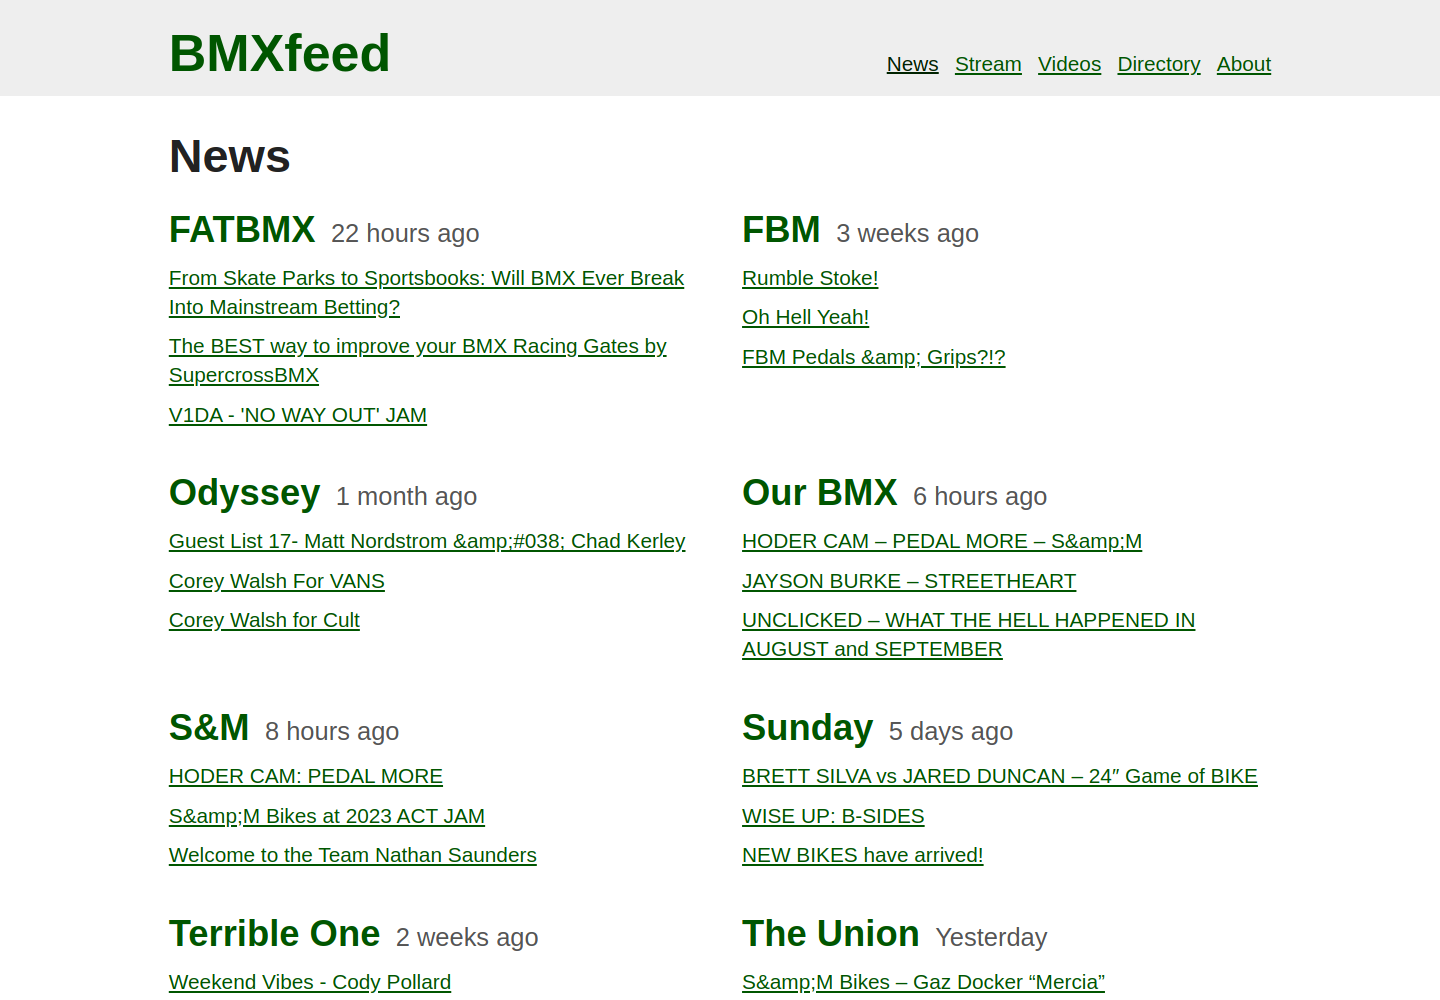 BMXfeed
News Stream Videos Directory About
News
FATBMX 22 hours ago
From Skate Parks to Sportsbooks: Will BMX Ever Break
Into Mainstream Betting?
The BEST way to improve your BMX Racing Gates by
SupercrossBMX
V1DA - 'NO WAY OUT' JAM
FBM 3 weeks ago
Rumble Stoke!
Oh Hell Yeah!
FBM Pedals &amp; Grips?!?
Odyssey 1 month ago
Guest List 17- Matt Nordstrom &amp;#038; Chad Kerley
Corey Walsh For VANS
Corey Walsh for Cult
Our BMX 6 hours ago
HODER CAM – PEDAL MORE – S&amp;M
JAYSON BURKE – STREETHEART
UNCLICKED – WHAT THE HELL HAPPENED IN
AUGUST and SEPTEMBER
S&M 8 hours ago
HODER CAM: PEDAL MORE
S&amp;M Bikes at 2023 ACT JAM
Welcome to the Team Nathan Saunders
Sunday 5 days ago
BRETT SILVA vs JARED DUNCAN – 24″ Game of BIKE
WISE UP: B-SIDES
NEW BIKES have arrived!
Terrible One 2 weeks ago
Weekend Vibes - Cody Pollard
The Union Yesterday
S&amp;M Bikes – Gaz Docker “Mercia”